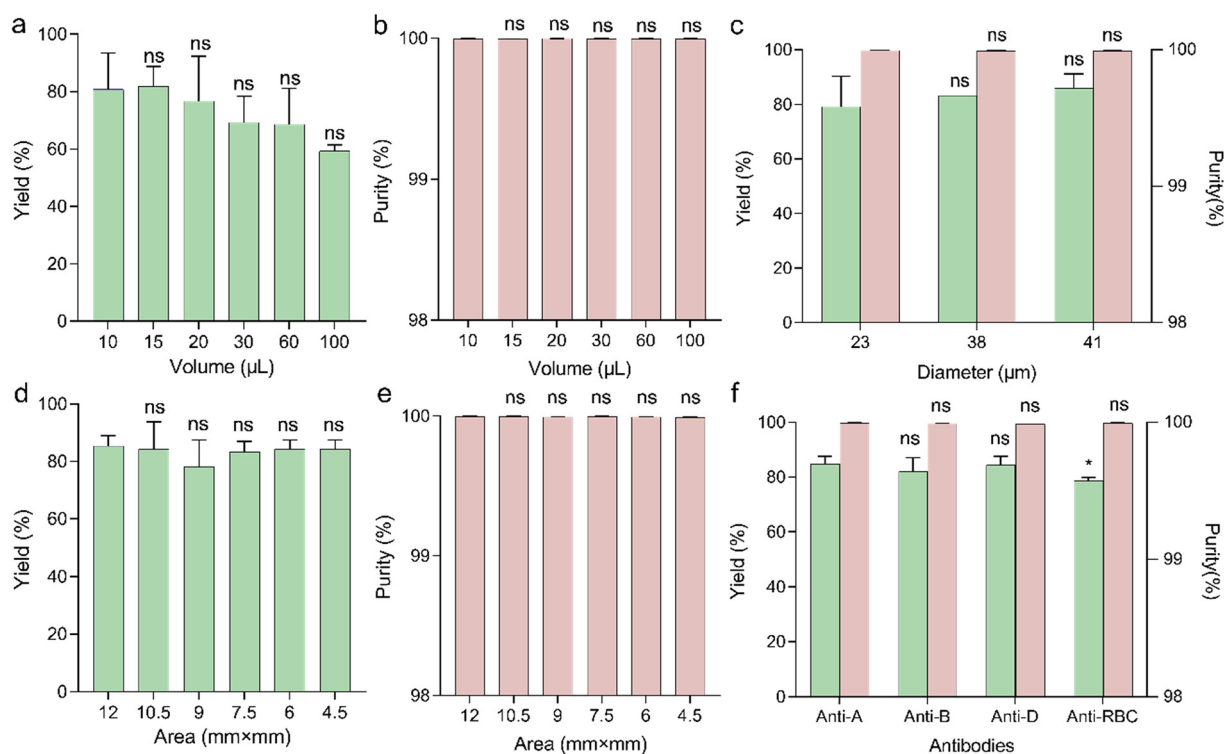 a
Yield (%)
100
80
60
40
20
0
ns
ns
ns
ns
ns
10 15 20 30 60 100
Volume (µL)
b
Purity (%)
100
99
98
ns ns ns ns ns
10 15 20 30 60 100
Volume (µL)
c
Yield (%)
100
80
60
40
20
0
ns
ns
ns
ns
23 38 41
Diameter (µm)
Purity(%)
100
99
98
d
Yield (%)
100
80
60
40
20
0
ns
ns
ns
ns
ns
12 10.5 9 7.5 6 4.5
Area (mm×mm)
e
Purity (%)
100
99
98
ns ns ns ns ns
12 10.5 9 7.5 6 4.5
Area (mm×mm)
f
Yield (%)
100
80
60
40
20
0
ns
ns
ns
ns
ns
*
Anti-A Anti-B Anti-D Anti-RBC
Antibodies
Purity(%)
100
99
98